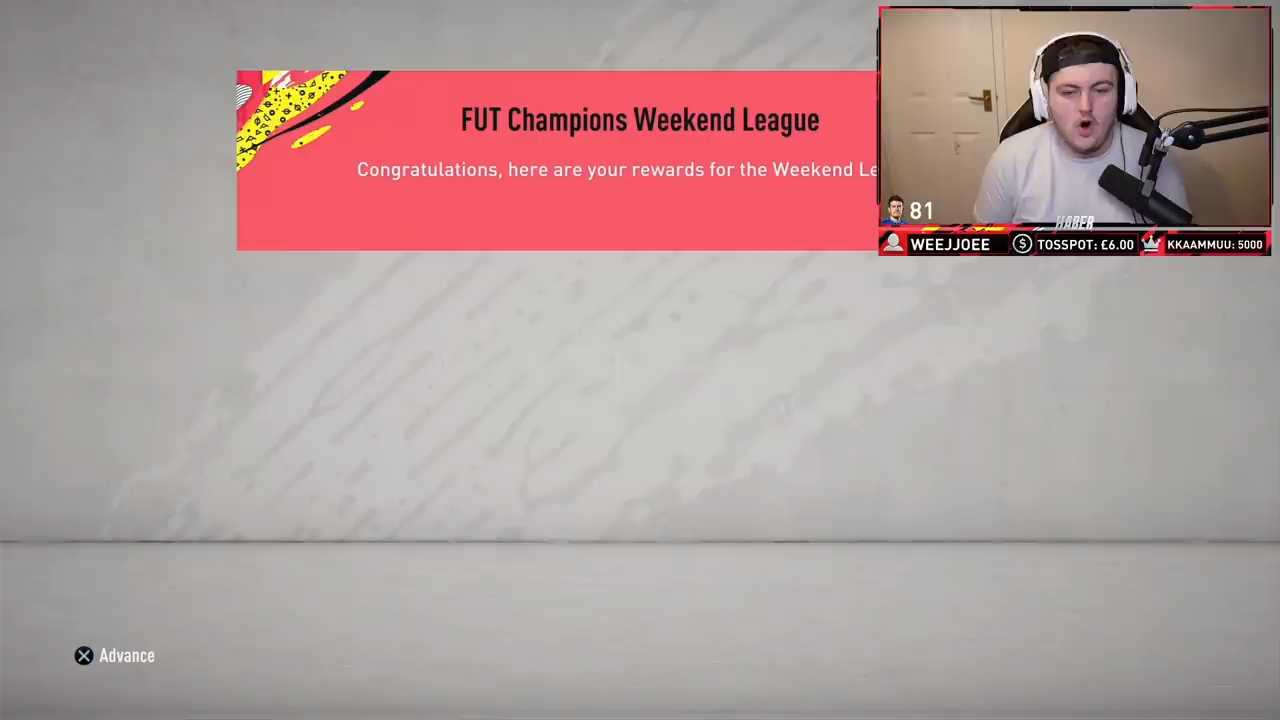 FUT Champions Weekend League
Congratulations, here are your rewards for the Weekend Le
81
HABER
WEEJJOEE
$ TOSSPOT: £6.00
KKAAMMUU: 5000
Advance